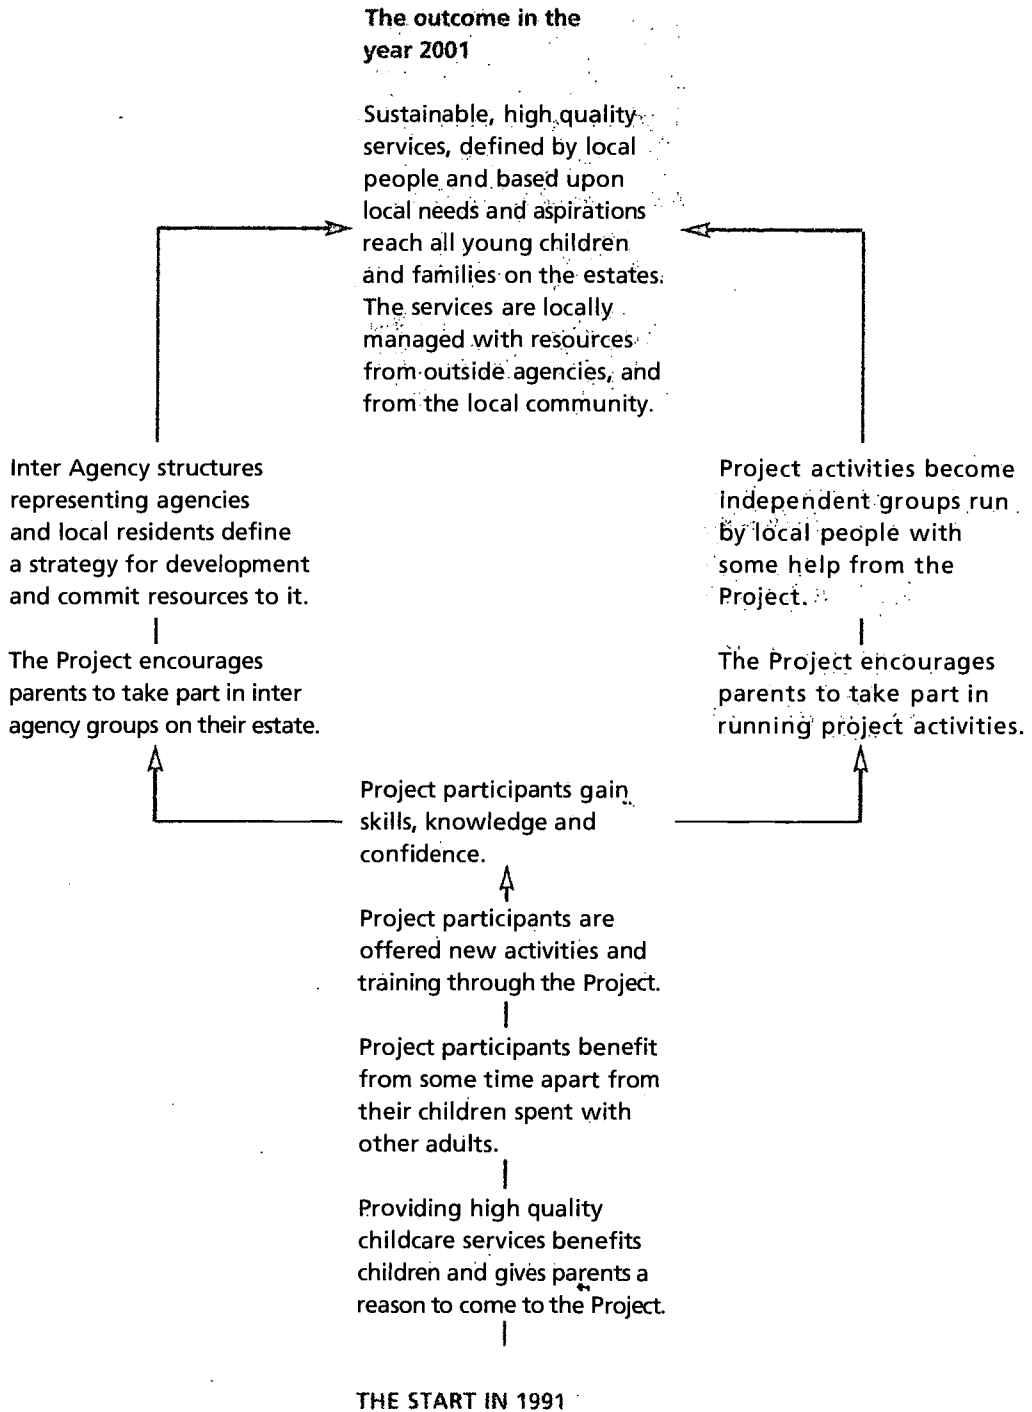 The outcome in the
year 2001
Sustainable, high quality
services, defined by local
people and based upon
local needs and aspirations
reach all young children
and families on the estates.
The services are locally
managed with resources
from outside agencies, and
from the local community.
Inter Agency structures
representing agencies
and local residents define
a strategy for development
and commit resources to it.
The Project encourages
parents to take part in inter
agency groups on their estate.
Project activities become
independent groups run
by local people with
some help from the
Project.
The Project encourages
parents to take part in
running project activities.
Project participants gain
skills, knowledge and
confidence.
Project participants are
offered new activities and
training through the Project.
Project participants benefit
from some time apart from
their children spent with
other adults.
Providing high quality
childcare services benefits
children and gives parents a
reason to come to the Project.
THE START IN 1991